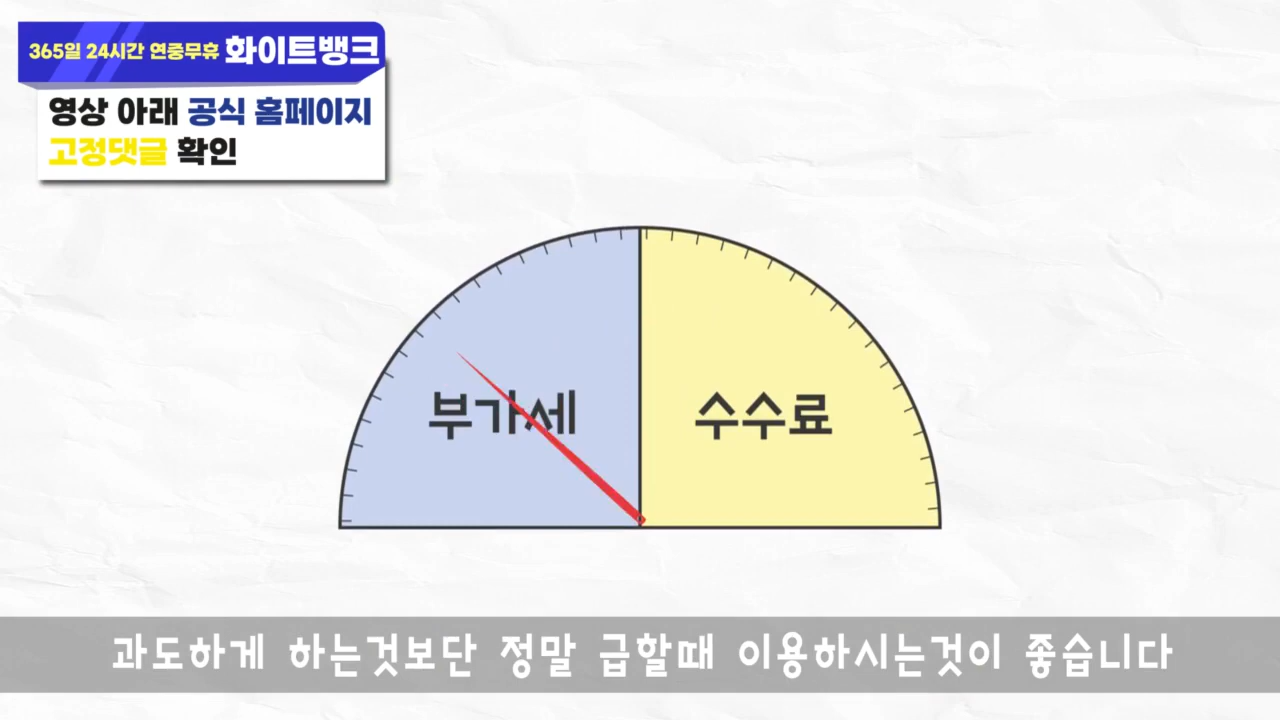 365일 24시간 연중무휴 화이트뱅크
영상 아래 공식 홈페이지
고정댓글 확인
부가세
수수료
과도하게 하는것보단 정말 급할때 이용하시는것이 좋습니다